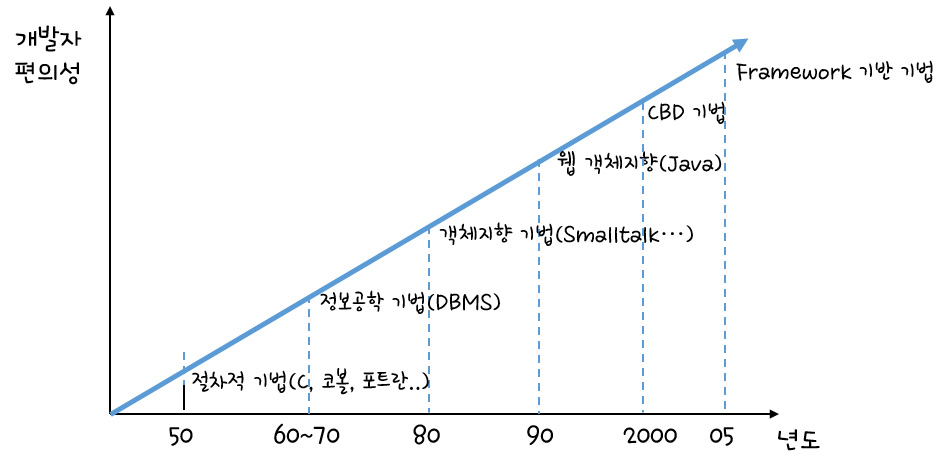 개발자
편의성
Framework 기반 기법
CBD 기법
웹 객체지향(Java)
객체지향 기법(Smalltalk···)
정보공학 기법(DBMS)
절차적 기법(C, 코볼, 포트란..)
50 60~70 80 90 2000 05 년도